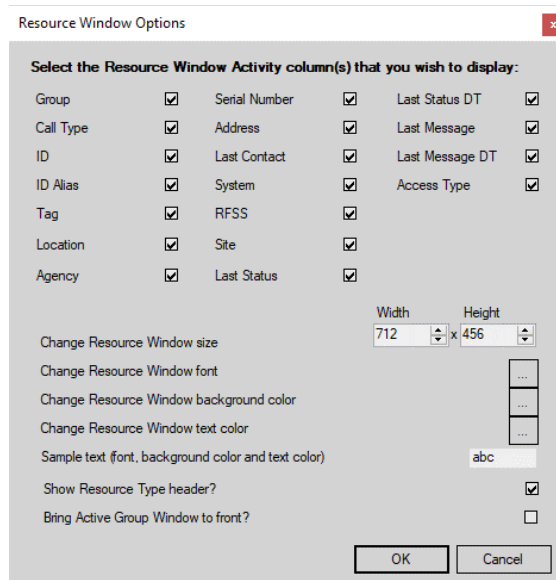 Resource Window Options
x
Select the Resource Window Activity column(s) that you wish to display:
Group Serial Number Last Status DT
Call Type Address Last Message
ID Last Contact Last Message DT
ID Alias System Access Type
Tag RFSS
Location Site
Agency Last Status
Width Height
Change Resource Window size 712 x 456
Change Resource Window font ...
Change Resource Window background color ...
Change Resource Window text color ...
Sample text (font, background color and text color) abc
Show Resource Type header?
Bring Active Group Window to front?
OK Cancel